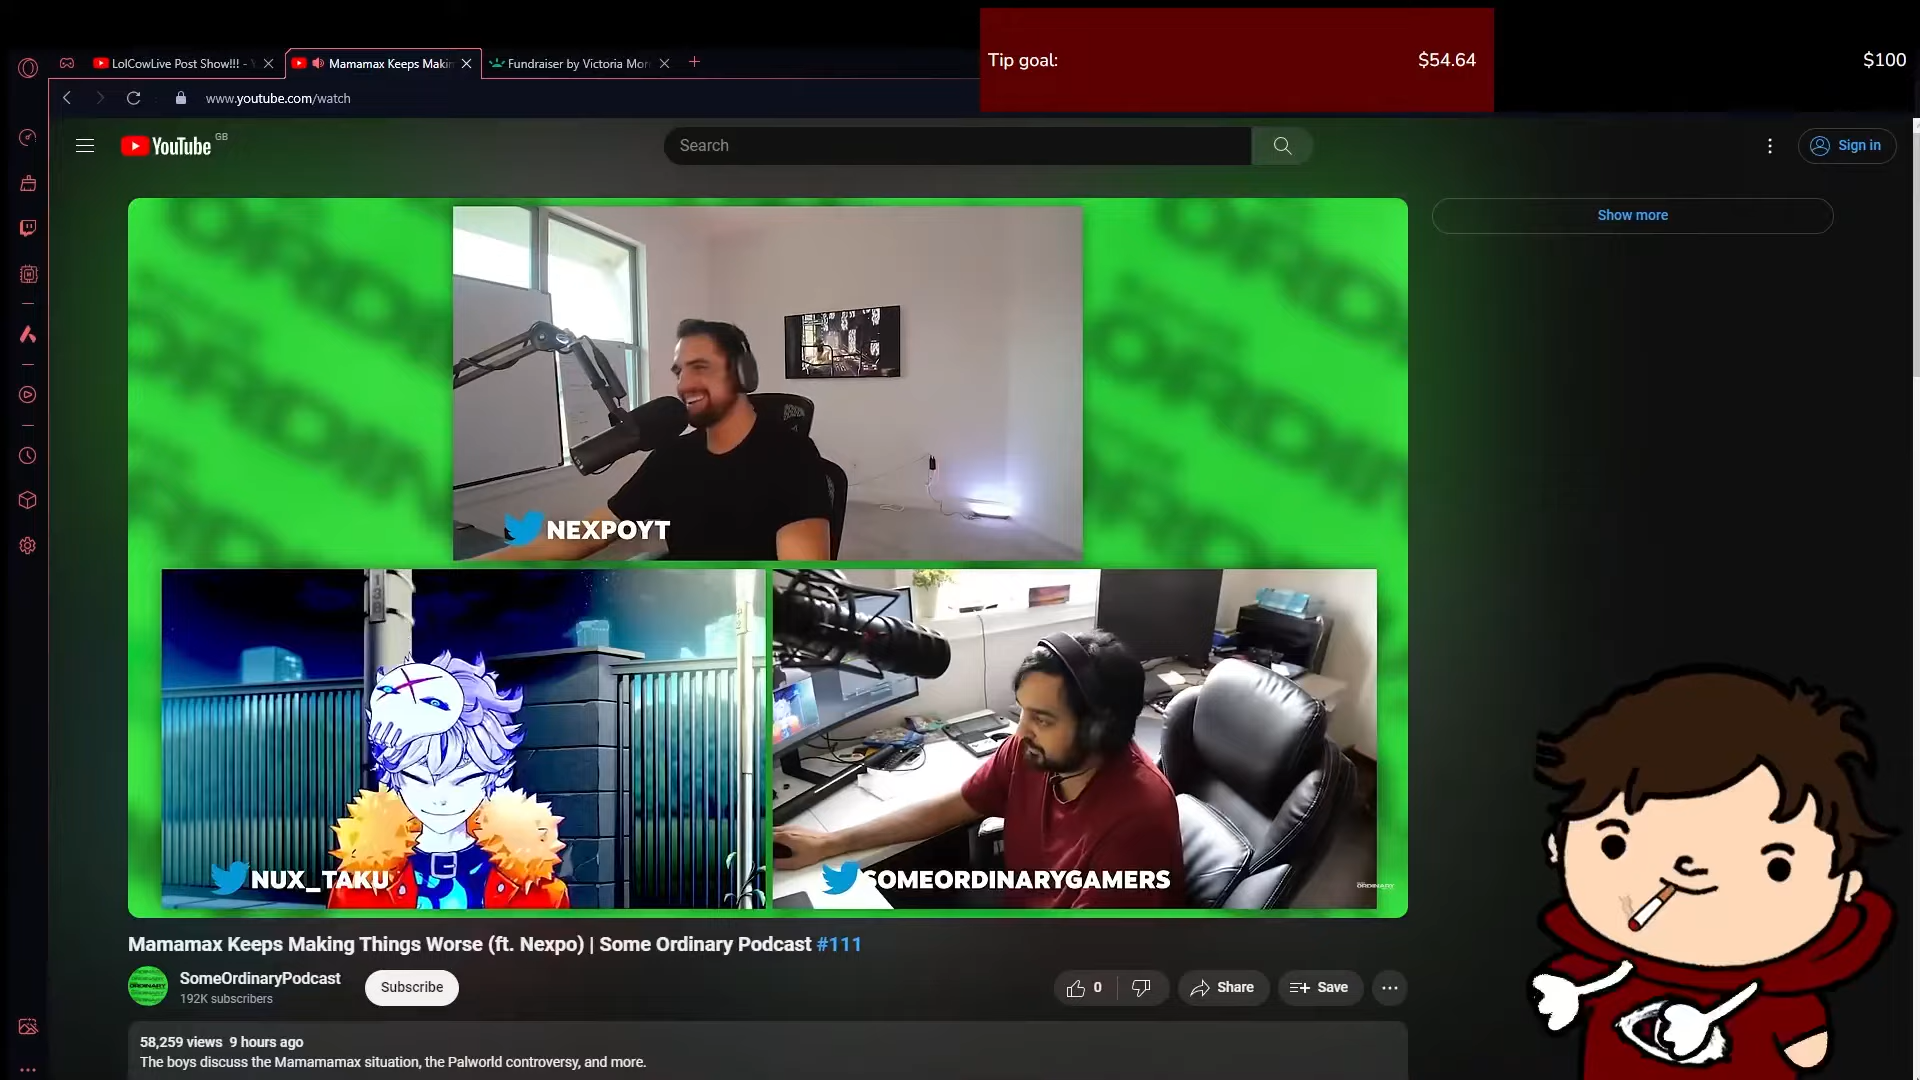 Tip goal:
$54.64
$100
LolCowLive Post Show!!! -
Mamamax Keeps Makin
Fundraiser by Victoria Mor
www.youtube.com/watch
YouTube
GB
Search
Sign in
Show more
NEXPOYT
138
NUX_TAKU
SOMEORDINARYGAMERS
ORDINARY
Mamamax Keeps Making Things Worse (ft. Nexpo) | Some Ordinary Podcast #111
ORDINARY
SomeOrdinaryPodcast
192K subscribers
Subscribe
0
Share
Save
58,259 views 9 hours ago
The boys discuss the Mamamamax situation, the Palworld controversy, and more.